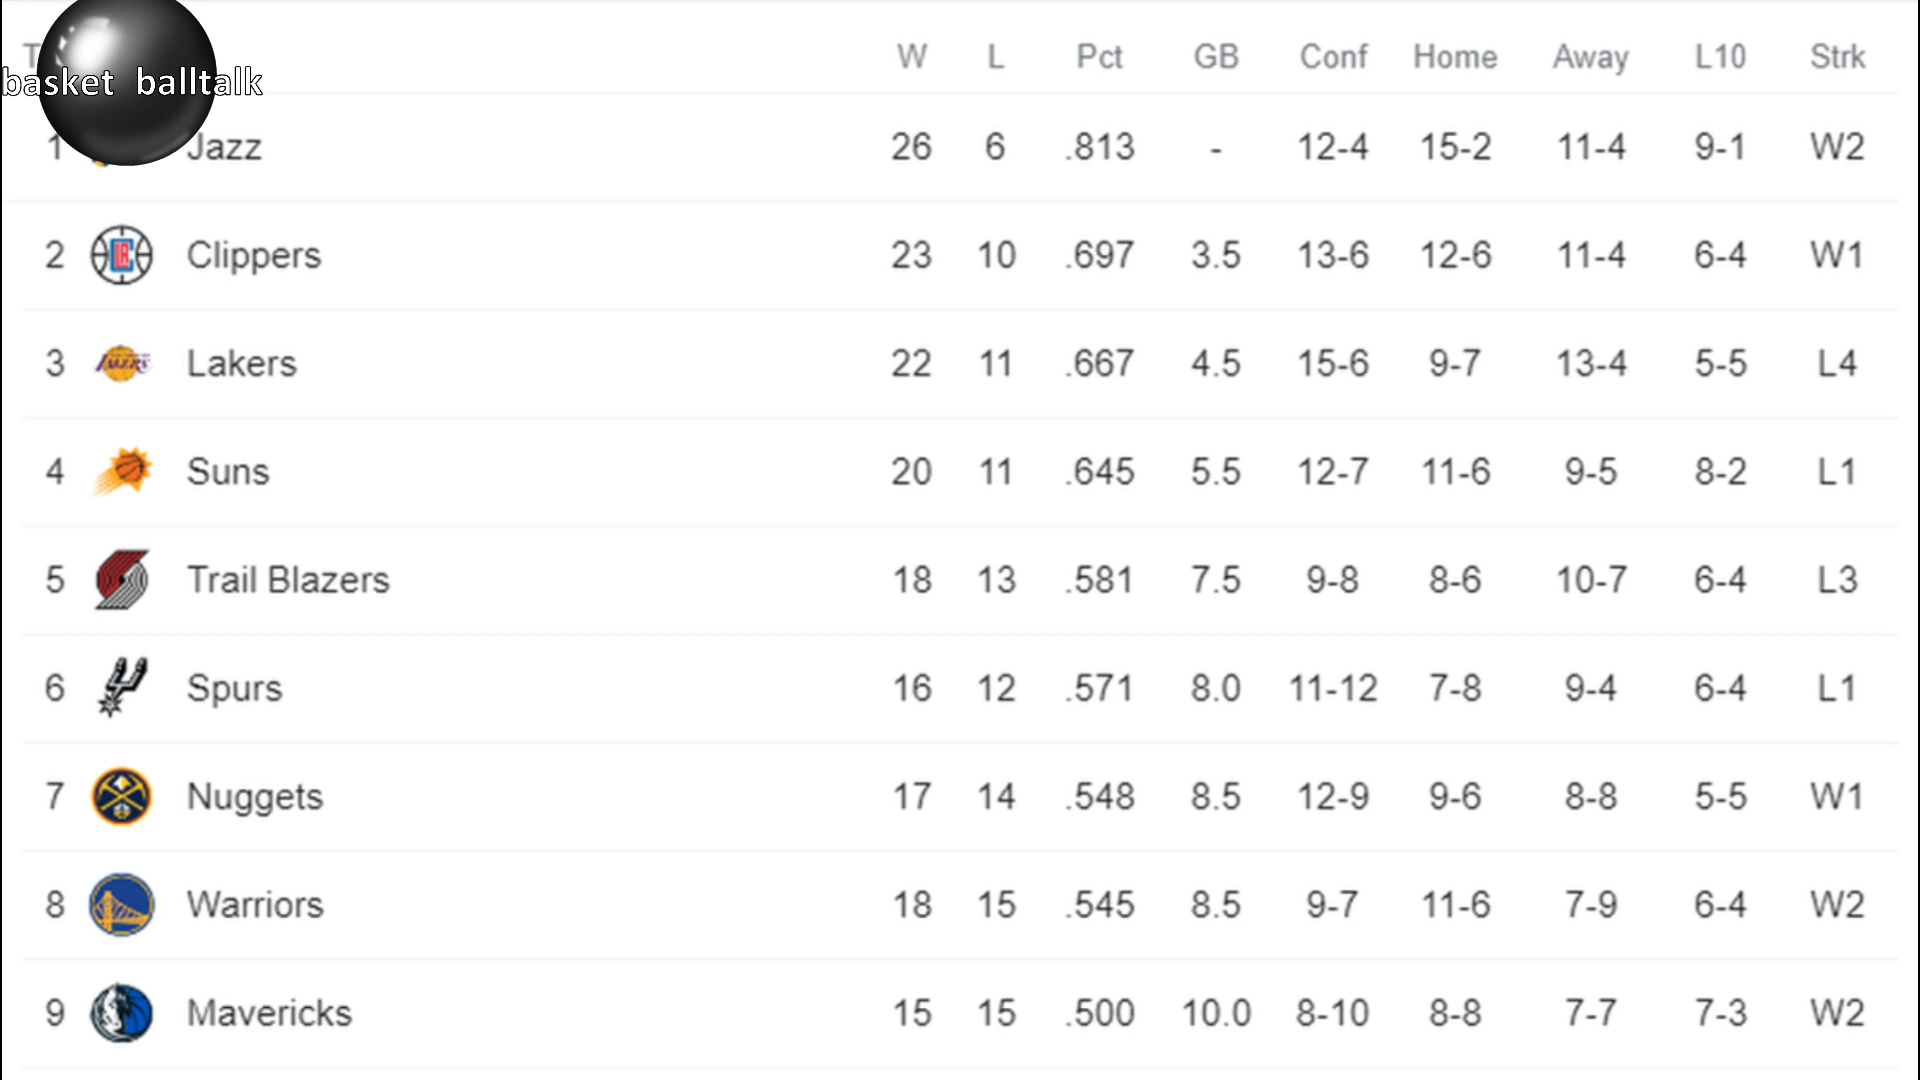 W L Pct GB Conf Home Away L10 Strk
basket balltalk
1 Jazz 26 6 .813 - 12-4 15-2 11-4 9-1 W2
2 Clippers 23 10 .697 3.5 13-6 12-6 11-4 6-4 W1
3 LAKERS Lakers 22 11 .667 4.5 15-6 9-7 13-4 5-5 L4
4 Suns 20 11 .645 5.5 12-7 11-6 9-5 8-2 L1
5 Trail Blazers 18 13 .581 7.5 9-8 8-6 10-7 6-4 L3
6 Spurs 16 12 .571 8.0 11-12 7-8 9-4 6-4 L1
7 Nuggets 17 14 .548 8.5 12-9 9-6 8-8 5-5 W1
8 Warriors 18 15 .545 8.5 9-7 11-6 7-9 6-4 W2
9 Mavericks 15 15 .500 10.0 8-10 8-8 7-7 7-3 W2